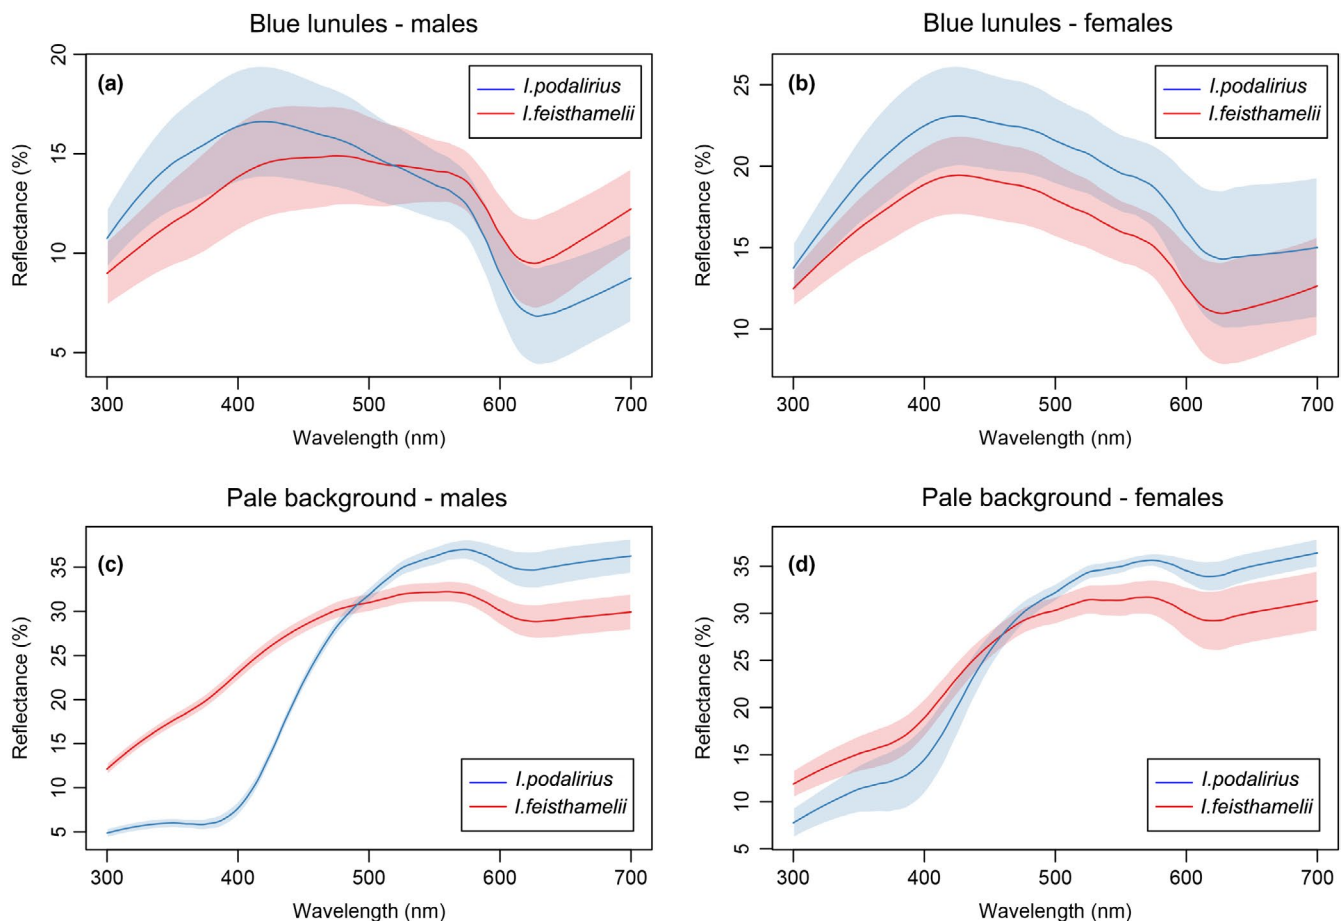 Blue lunules - males
Blue lunules - females
(a)
I.podalirius
I.feisthamelii
Reflectance (%)
20
15
10
5
300
400
500
600
700
Wavelength (nm)
(b)
I.podalirius
I.feisthamelii
Reflectance (%)
25
20
15
10
300
400
500
600
700
Wavelength (nm)
Pale background - males
Pale background - females
(c)
I.podalirius
I.feisthamelii
Reflectance (%)
35
30
25
20
15
10
5
300
400
500
600
700
Wavelength (nm)
(d)
I.podalirius
I.feisthamelii
Reflectance (%)
35
30
25
20
15
10
5
300
400
500
600
700
Wavelength (nm)